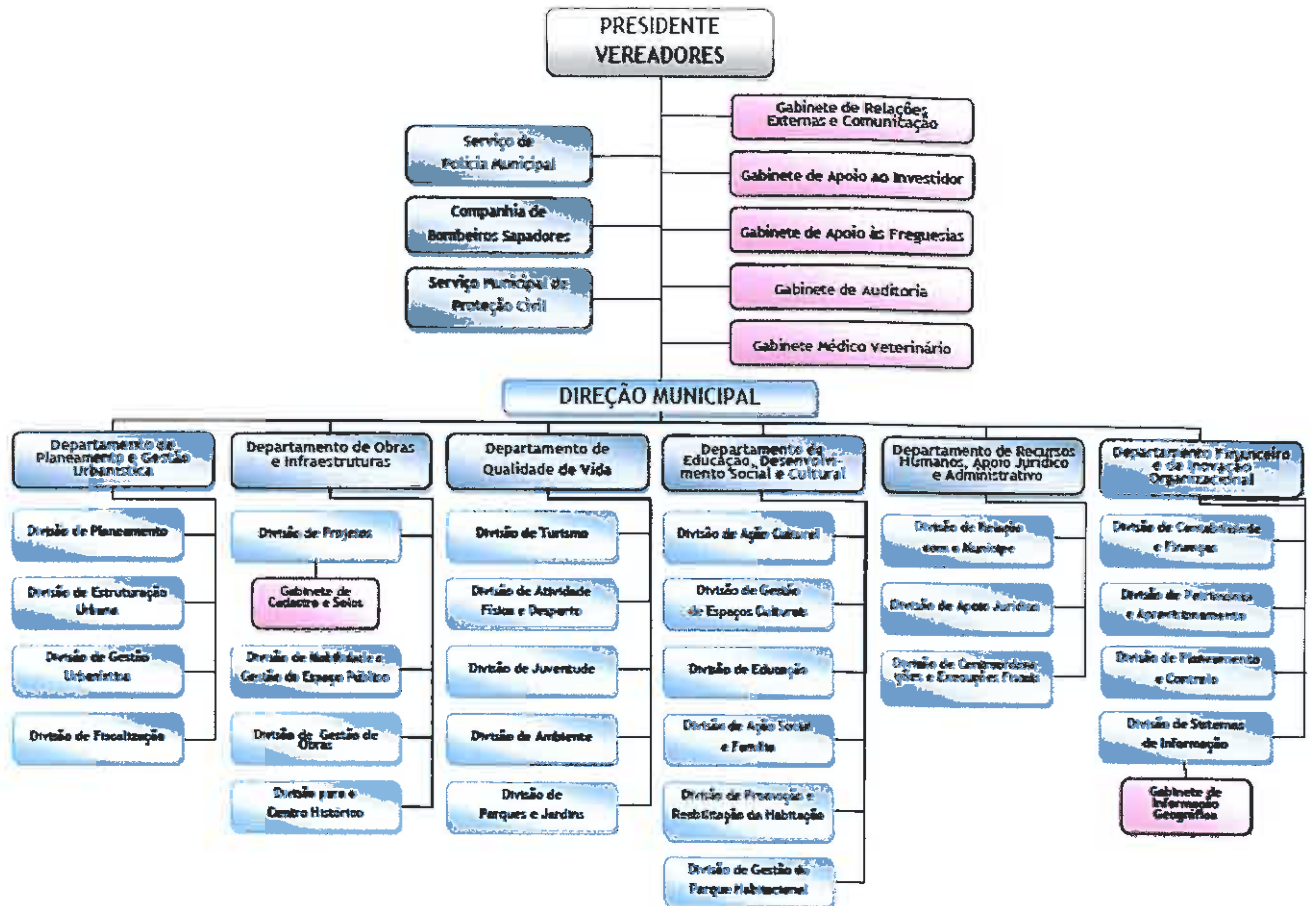 PRESIDENTE
VEREADORES
Gabinete de Relações
Externas e Comunicação
Serviço de
Polícia Municipal
Gabinete de Apoio ao Investidor
Companhia de
Bombeiros Sapadores
Gabinete de Apoio às Freguesias
Serviço Municipal de
Proteção Civil
Gabinete de Auditoria
Gabinete Médico Veterinário
DIREÇÃO MUNICIPAL
Departamento de
Planeamento e Gestão
Urbanística
Divisão de Planeamento
Divisão de Estruturação
Urbana
Divisão de Gestão
Urbanística
Divisão de Fiscalização
Departamento de Obras
e Infraestruturas
Divisão de Projetos
Gabinete de
Cadastro e Solos
Divisão de Mobilidade e
Gestão do Espaço Público
Divisão de Gestão de
Obras
Divisão para o
Centro Histórico
Departamento de
Qualidade de Vida
Divisão de Turismo
Divisão de Atividade
Física e Desporto
Divisão de Juventude
Divisão de Ambiente
Divisão de
Parques e Jardins
Departamento de
Educação, Desenvolvi-
mento Social e Cultural
Divisão de Ação Cultural
Divisão de Gestão
de Espaços Culturais
Divisão de Educação
Divisão de Ação Social
e Família
Divisão de Promoção e
Reabilitação da Habitação
Divisão de Gestão do
Parque Habitacional
Departamento de Recursos
Humanos, Apoio Jurídico
e Administrativo
Divisão de Relação
com o Munícipe
Divisão de Apoio Jurídico
Divisão de Contraordena-
ções e Execuções Fiscais
Departamento Financeiro
e da Inovação
Organizacional
Divisão de Contabilidade
e Finanças
Divisão de Património
e Aprovisionamento
Divisão de Planeamento
e Controlo
Divisão de Sistemas
de Informação
Gabinete de
Informação
Geográfica